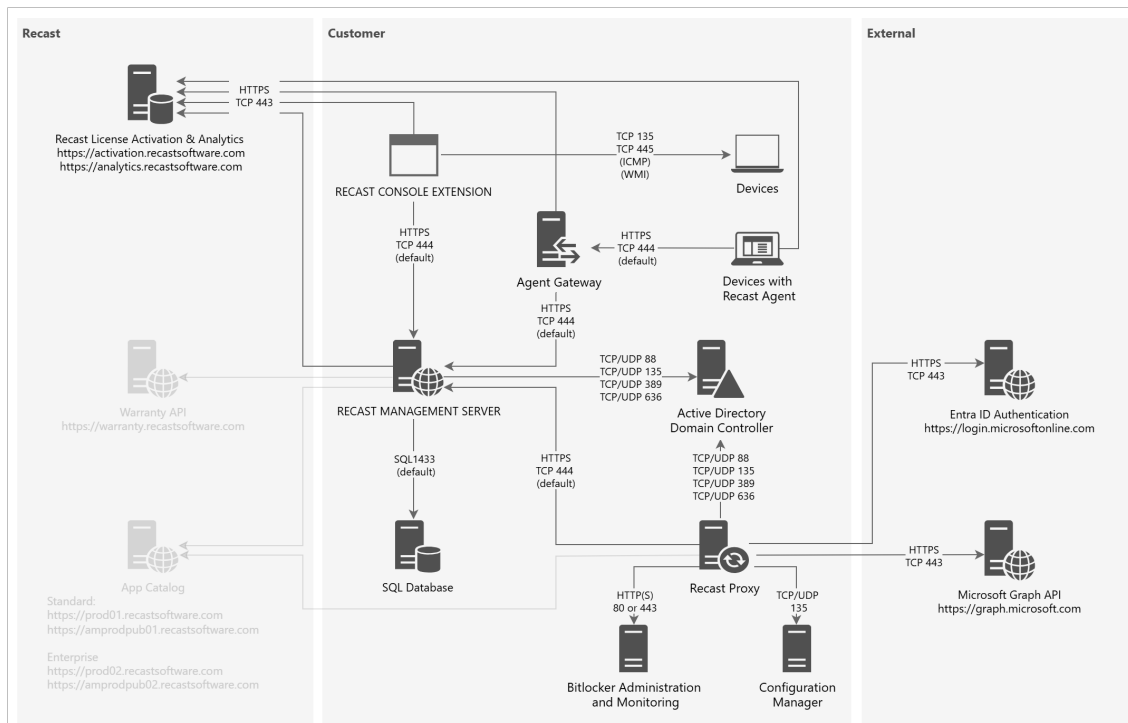 Recast
Customer
External
HTTPS
TCP 443
Recast License Activation & Analytics
https://activation.recastsoftware.com
https://analytics.recastsoftware.com
RECAST CONSOLE EXTENSION
TCP 135
TCP 445
(ICMP)
(WMI)
Devices
HTTPS
TCP 444
(default)
Agent Gateway
HTTPS
TCP 444
(default)
Devices with
Recast Agent
HTTPS
TCP 444
(default)
Warranty API
https://warranty.recastsoftware.com
RECAST MANAGEMENT SERVER
TCP/UDP 88
TCP/UDP 135
TCP/UDP 389
TCP/UDP 636
Active Directory
Domain Controller
HTTPS
TCP 443
Entra ID Authentication
https://login.microsoftonline.com
SQL1433
(default)
HTTPS
TCP 444
(default)
TCP/UDP 88
TCP/UDP 135
TCP/UDP 389
TCP/UDP 636
App Catalog
Standard:
https://prod01.recastsoftware.com
https://amprodpub01.recastsoftware.com
Enterprise
https://prod02.recastsoftware.com
https://amprodpub02.recastsoftware.com
SQL Database
Recast Proxy
HTTPS
TCP 443
Microsoft Graph API
https://graph.microsoft.com
HTTP(S)
80 or 443
TCP/UDP
135
Bitlocker Administration
and Monitoring
Configuration
Manager